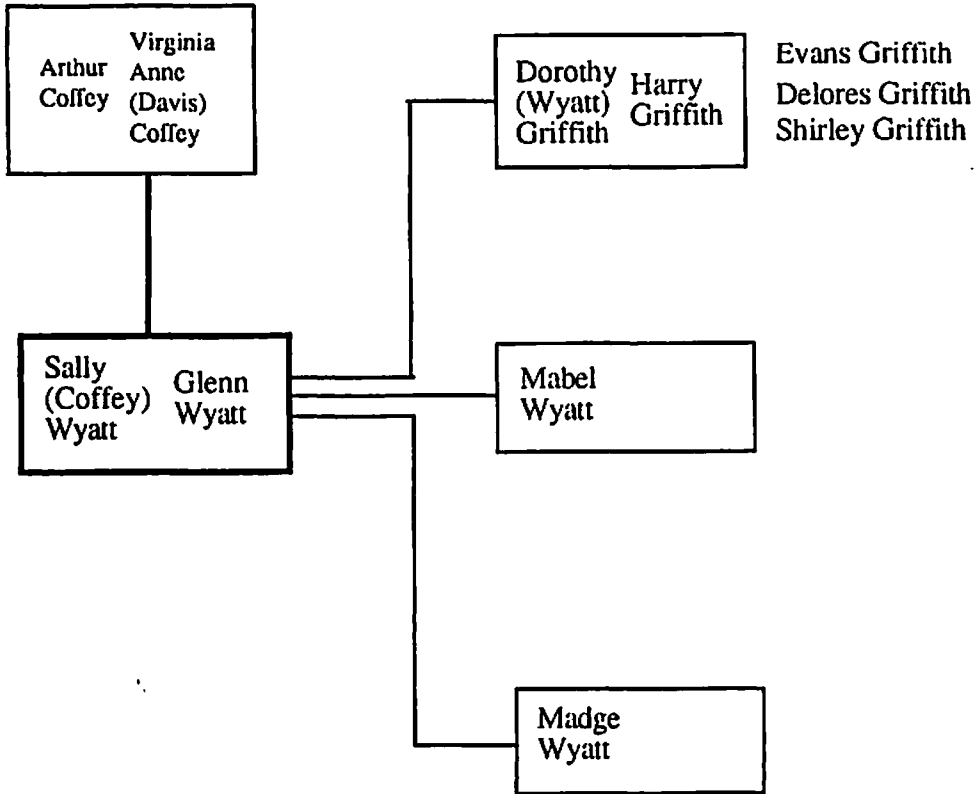 Arthur
Coffey
Virginia
Anne
(Davis)
Coffey
Dorothy
(Wyatt)
Griffith
Harry
Griffith
Evans Griffith
Delores Griffith
Shirley Griffith
Sally
(Coffey)
Wyatt
Glenn
Wyatt
Mabel
Wyatt
Madge
Wyatt